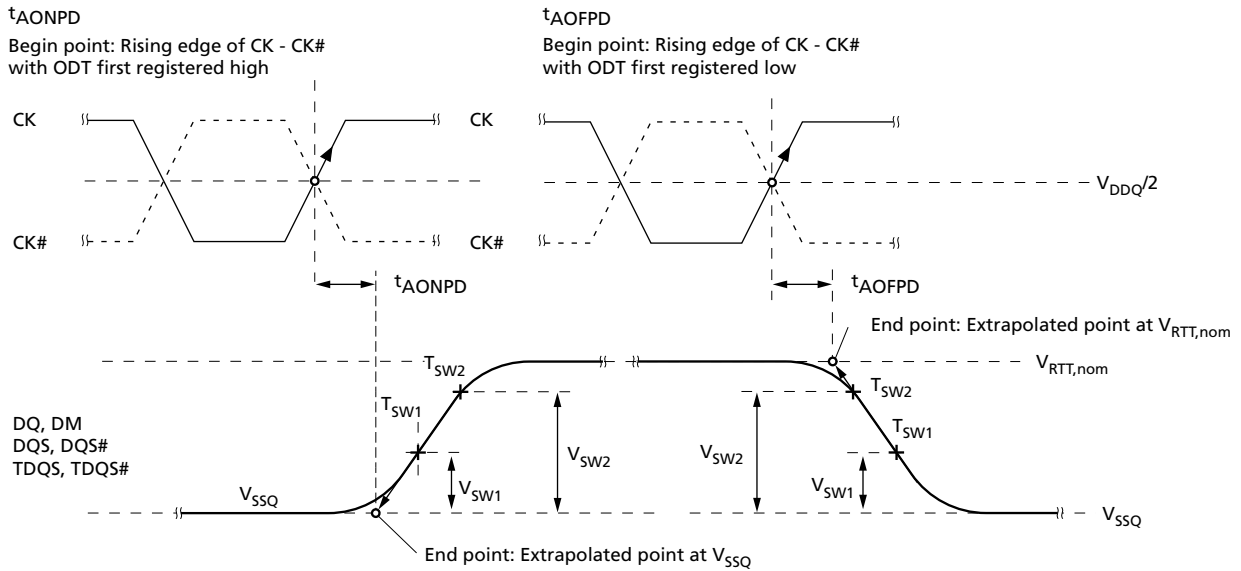 tAONPD
Begin point: Rising edge of CK - CK#
with ODT first registered high
tAOFPD
Begin point: Rising edge of CK - CK#
with ODT first registered low
CK
CK
VDDQ/2
CK#
CK#
tAONPD
tAOFPD
End point: Extrapolated point at VRTT,nom
VRTT,nom
TSW2
TSW2
TSW1
TSW1
DQ, DM
DQS, DQS#
TDQS, TDQS#
VSW2
VSW2
VSW1
VSW1
VSSQ
VSSQ
End point: Extrapolated point at VSSQ